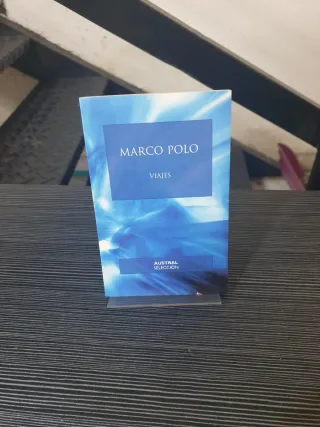 MARCO POLO
VIAJES
AUSTRAL
SELECCIÓN